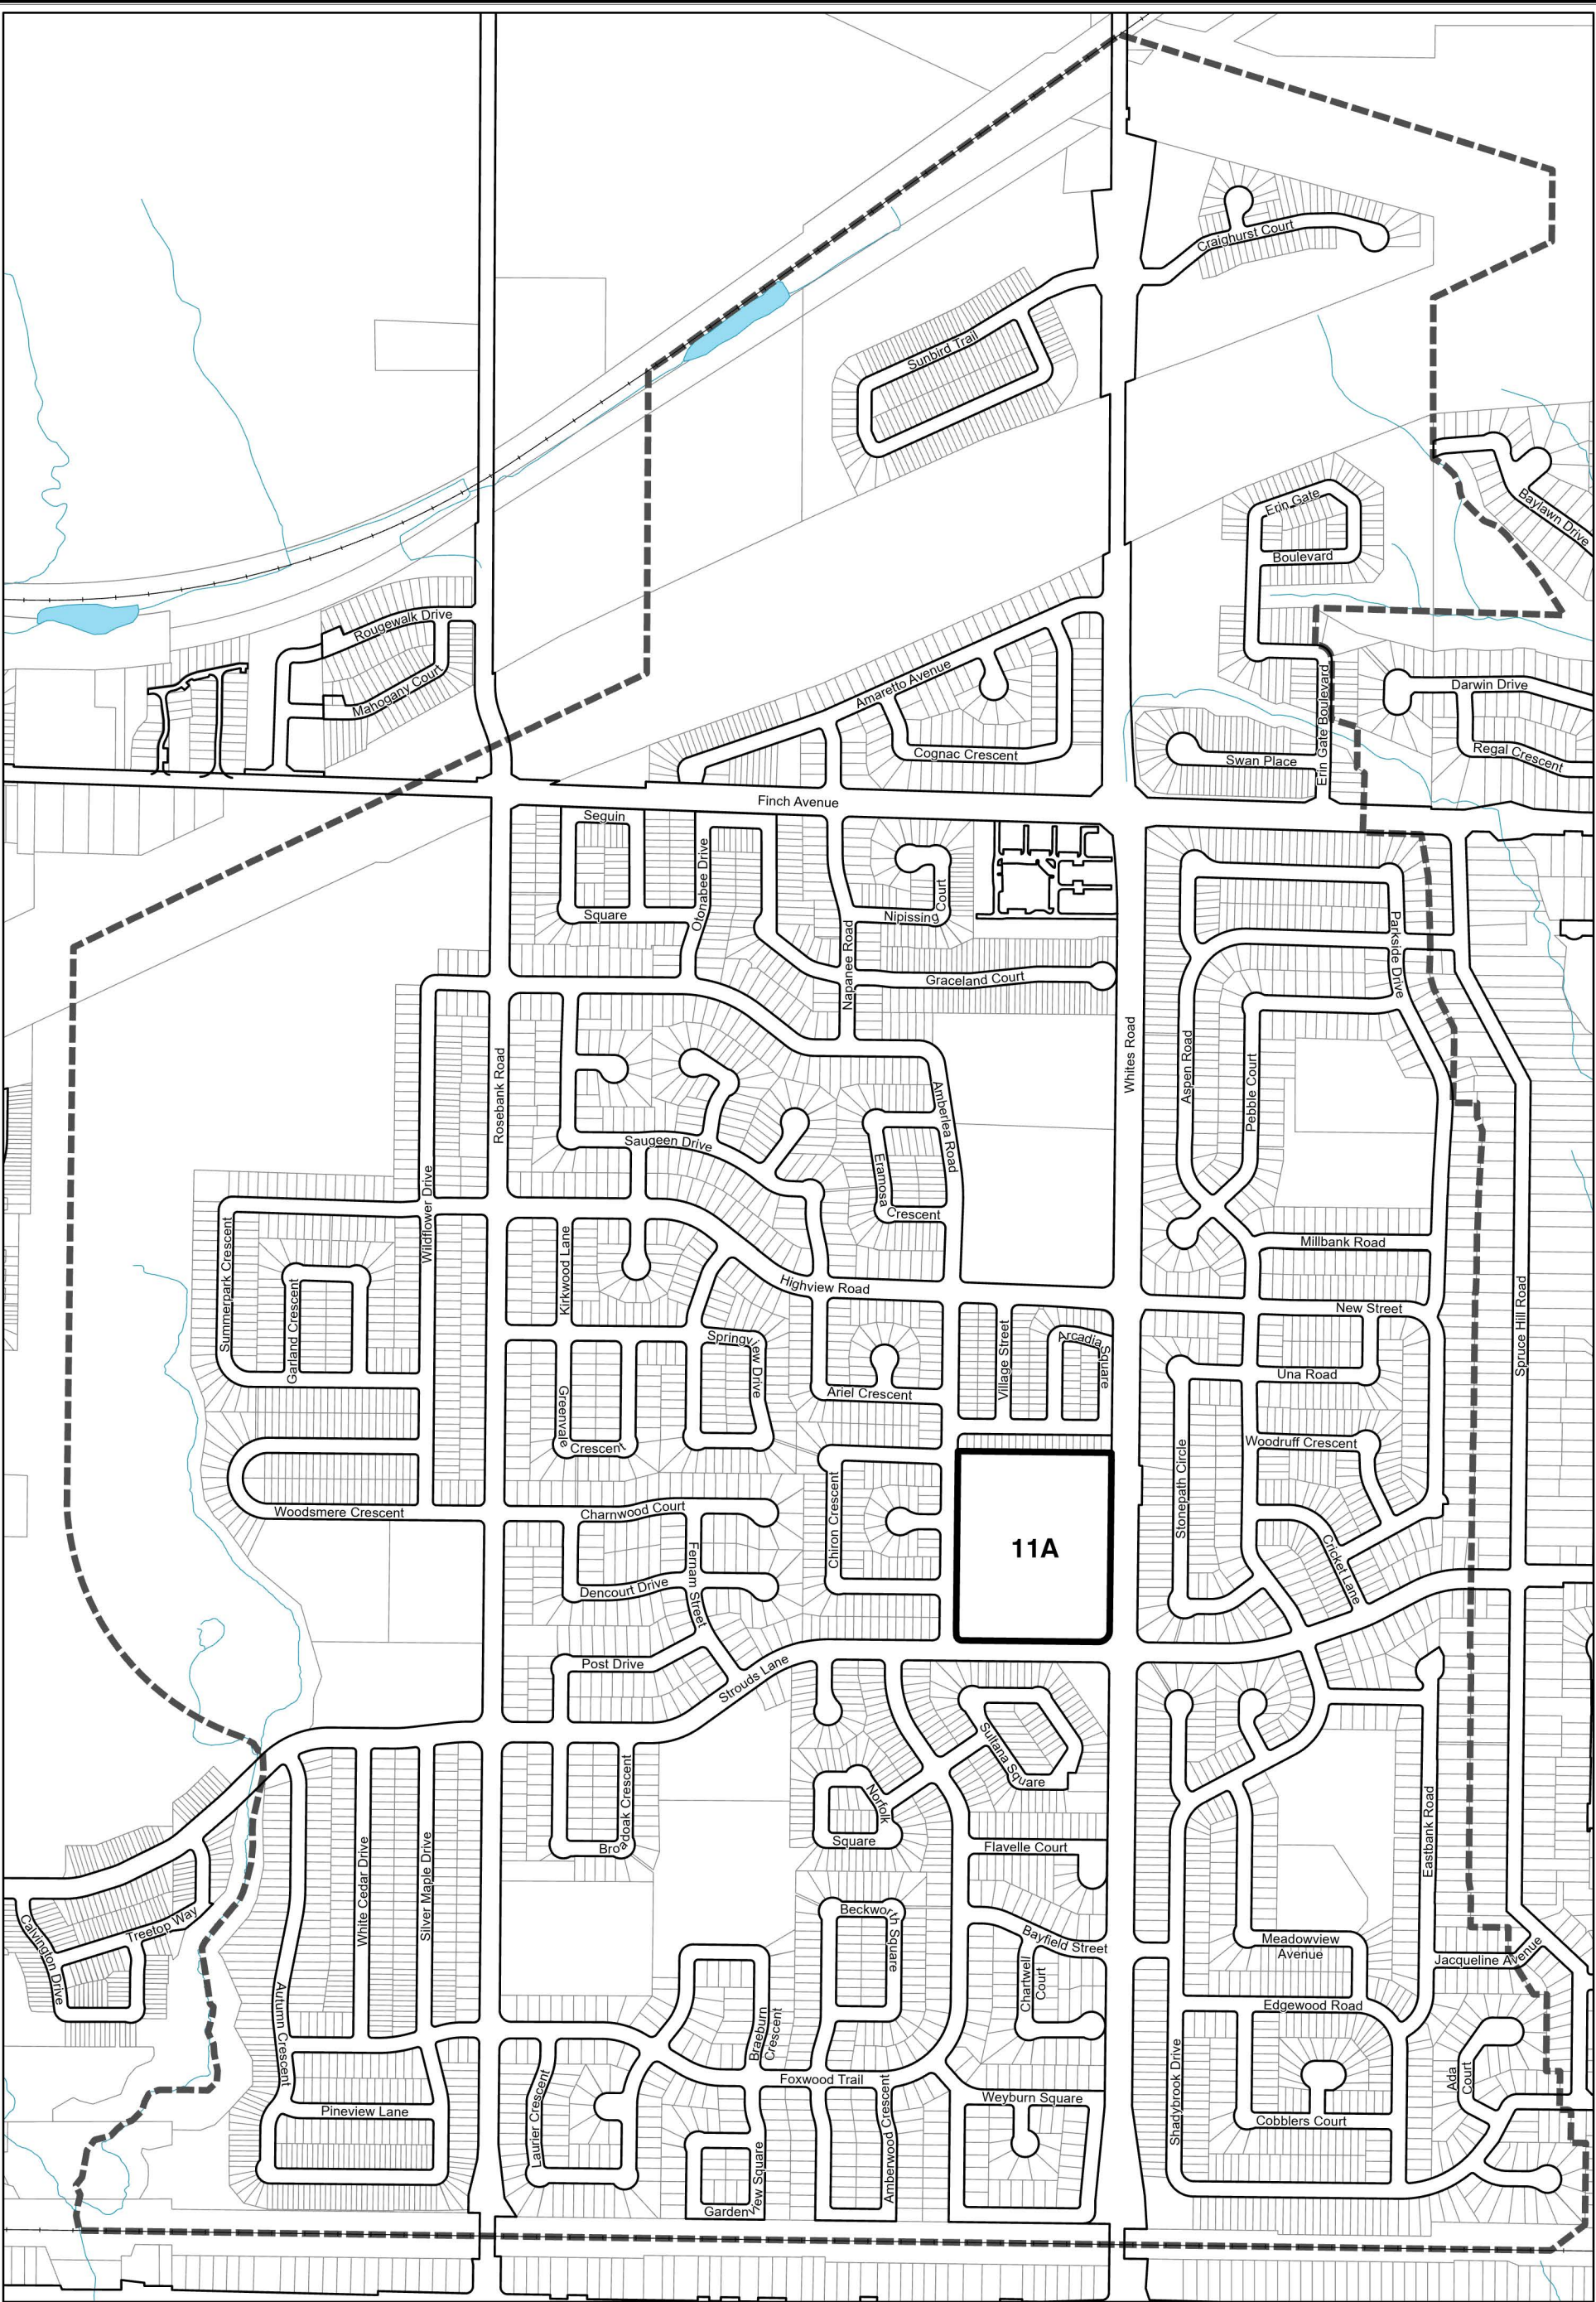 Craighurst Court
Sunbird Trail
Erin Gate
Boulevard
Baylawn Drive
Rougewalk Drive
Mahogany Court
Amaretto Avenue
Cognac Crescent
Erin Gate Boulevard
Darwin Drive
Regal Crescent
Swan Place
Finch Avenue
Seguin
Square
Otonabee Drive
Napanee Road
Nipissing
Court
Graceland Court
Parkside Drive
Rosebank Road
Whites Road
Aspen Road
Pebble Court
Amberlea Road
Saugeen Drive
Eramosa
Crescent
Wildflower Drive
Summerpark Crescent
Garland Crescent
Kirkwood Lane
Highview Road
Millbank Road
New Street
Spruce Hill Road
Springview Drive
Village Street
Arcadia
Square
Una Road
Ariel Crescent
Greenvale
Crescent
Woodruff Crescent
Stonepath Circle
Woodsmere Crescent
Charnwood Court
Chiron Crescent
Fernam Street
Dencourt Drive
11A
Cricket Lane
Post Drive
Strouds Lane
Sultana Square
Norfolk
Square
Broadoak Crescent
Flavelle Court
Eastbank Road
White Cedar Drive
Silver Maple Drive
Treetop Way
Calvington Drive
Beckworth Square
Bayfield Street
Chartwell
Court
Meadowview
Avenue
Jacqueline Avenue
Edgewood Road
Autumn Crescent
Braeburn
Crescent
Foxwood Trail
Laurier Crescent
Pineview Lane
Amberwood Crescent
Weyburn Square
Shadybrook Drive
Ada
Court
Cobblers Court
Gardenview Square